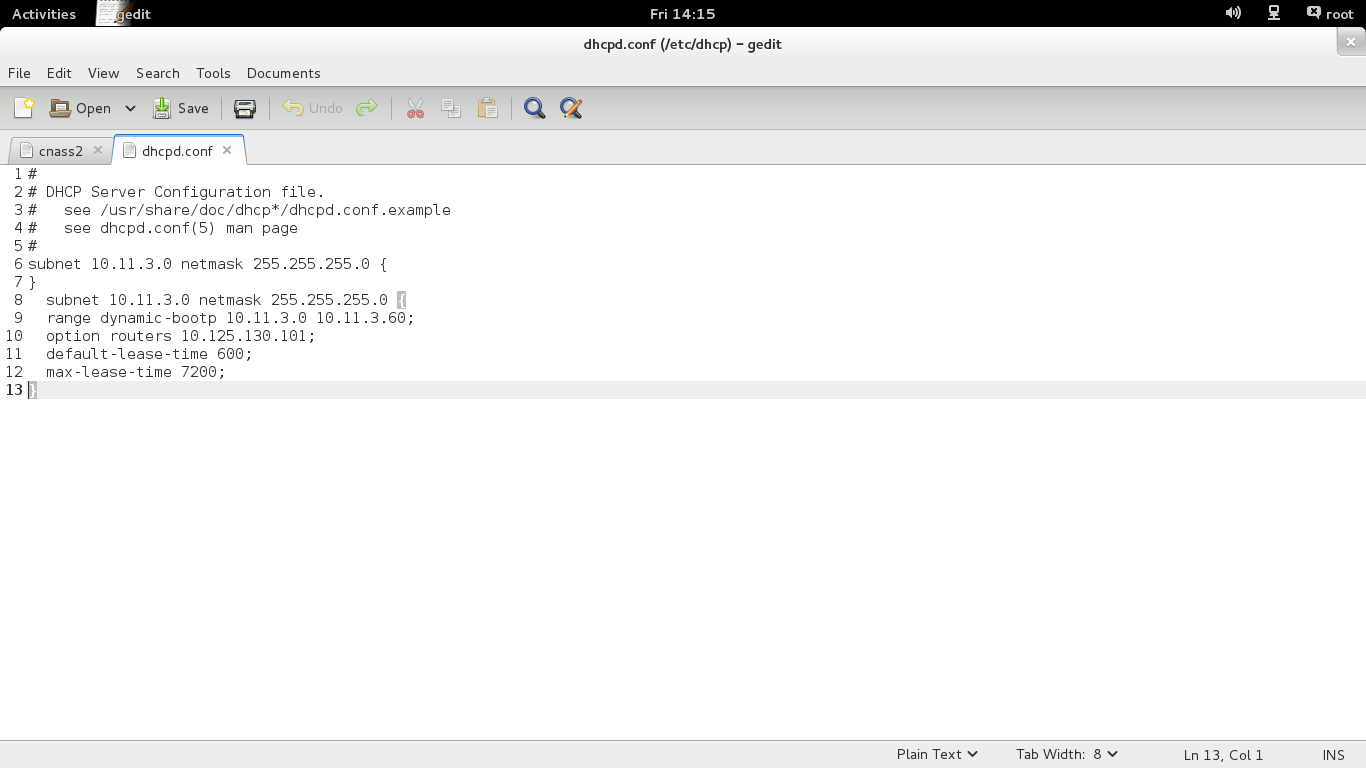 Activities gedit Fri 14:15 root
dhcpd.conf (/etc/dhcp) – gedit
File Edit View Search Tools Documents
Open Save Undo
cnass2 dhcpd.conf
1 #
2 # DHCP Server Configuration file.
3 #   see /usr/share/doc/dhcp*/dhcpd.conf.example
4 #   see dhcpd.conf(5) man page
5 #
6 subnet 10.11.3.0 netmask 255.255.255.0 {
7 }
8   subnet 10.11.3.0 netmask 255.255.255.0 {
9   range dynamic-bootp 10.11.3.0 10.11.3.60;
10   option routers 10.125.130.101;
11   default-lease-time 600;
12   max-lease-time 7200;
13 }
Plain Text Tab Width: 8 Ln 13, Col 1 INS